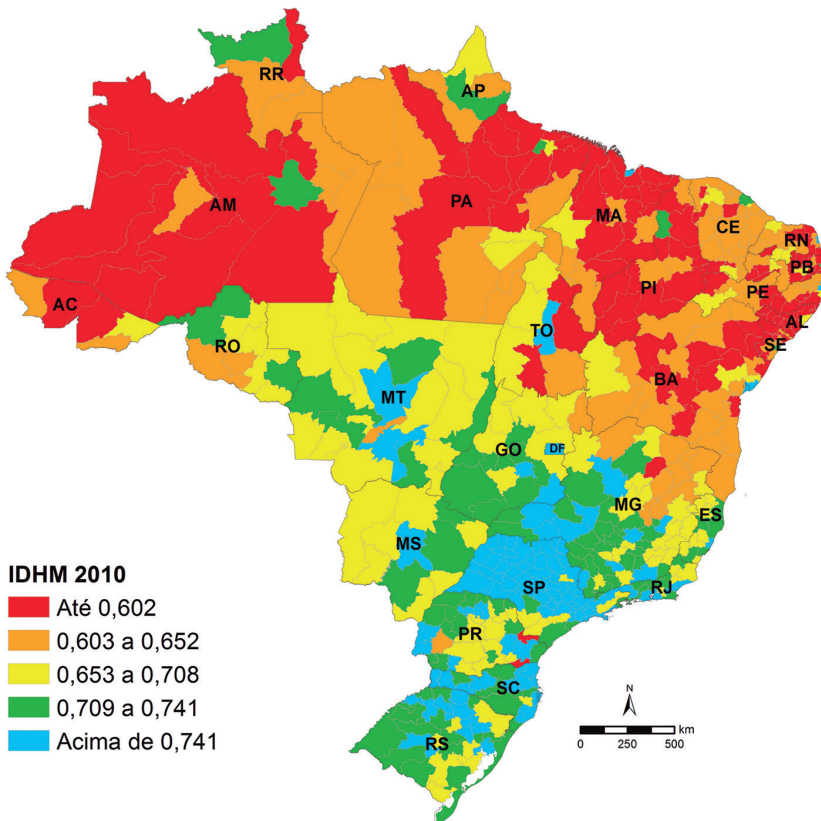 RR
AP
AM
PA
MA
CE
RN
PB
PE
PI
AL
SE
AC
RO
TO
BA
MT
GO
DF
MG
ES
MS
SP
RJ
PR
SC
RS
IDHM 2010
Até 0,602
0,603 a 0,652
0,653 a 0,708
0,709 a 0,741
Acima de 0,741
N
km
0 250 500